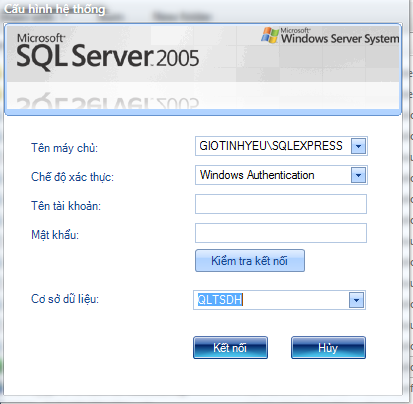 Cấu hình hệ thống
Microsoft®
SQL Server™2005
Microsoft®
Windows Server System
Tên máy chủ:
GIOTINHYEU\SQLEXPRESS
Chế độ xác thực:
Windows Authentication
Tên tài khoản:
Mật khẩu:
Kiểm tra kết nối
Cơ sở dữ liệu:
QLTSDH
Kết nối
Hủy